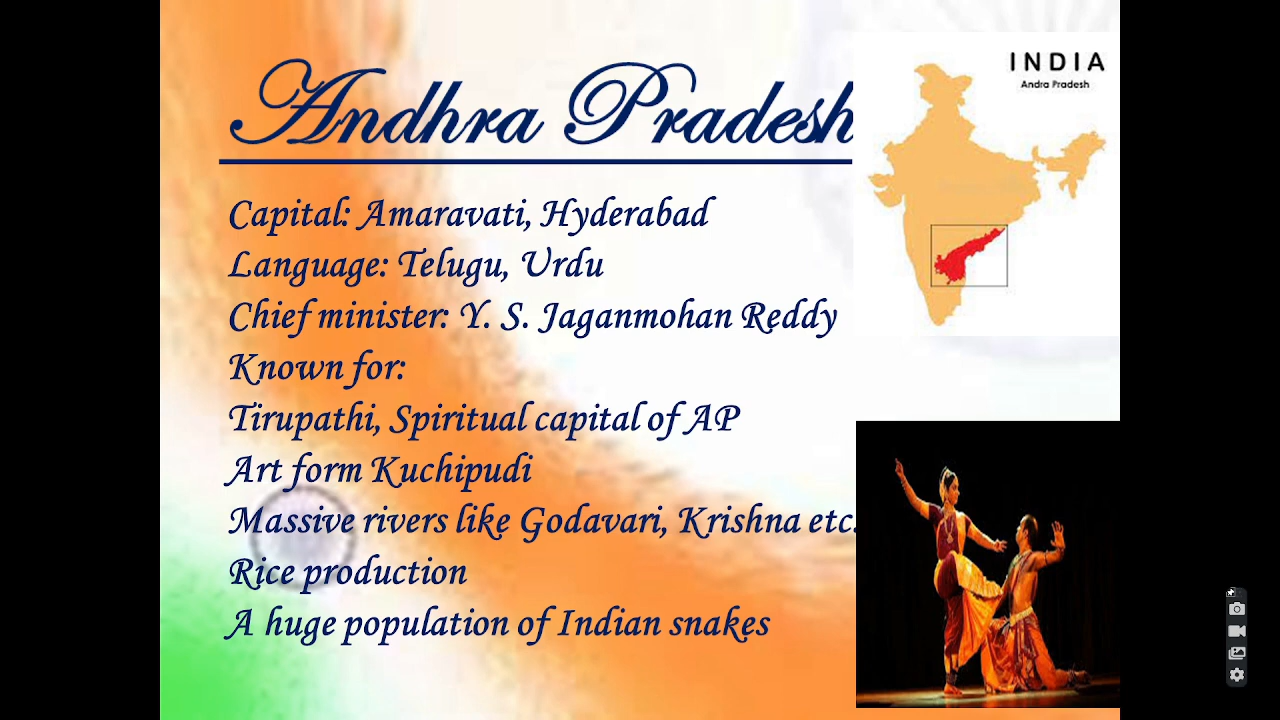 Andhra Pradesh
INDIA
Andra Pradesh
Capital: Amaravati, Hyderabad
Language: Telugu, Urdu
Chief minister: Y. S. Jaganmohan Reddy
Known for:
Tirupathi, Spiritual capital of AP
Art form Kuchipudi
Massive rivers like Godavari, Krishna etc.
Rice production
A huge population of Indian snakes